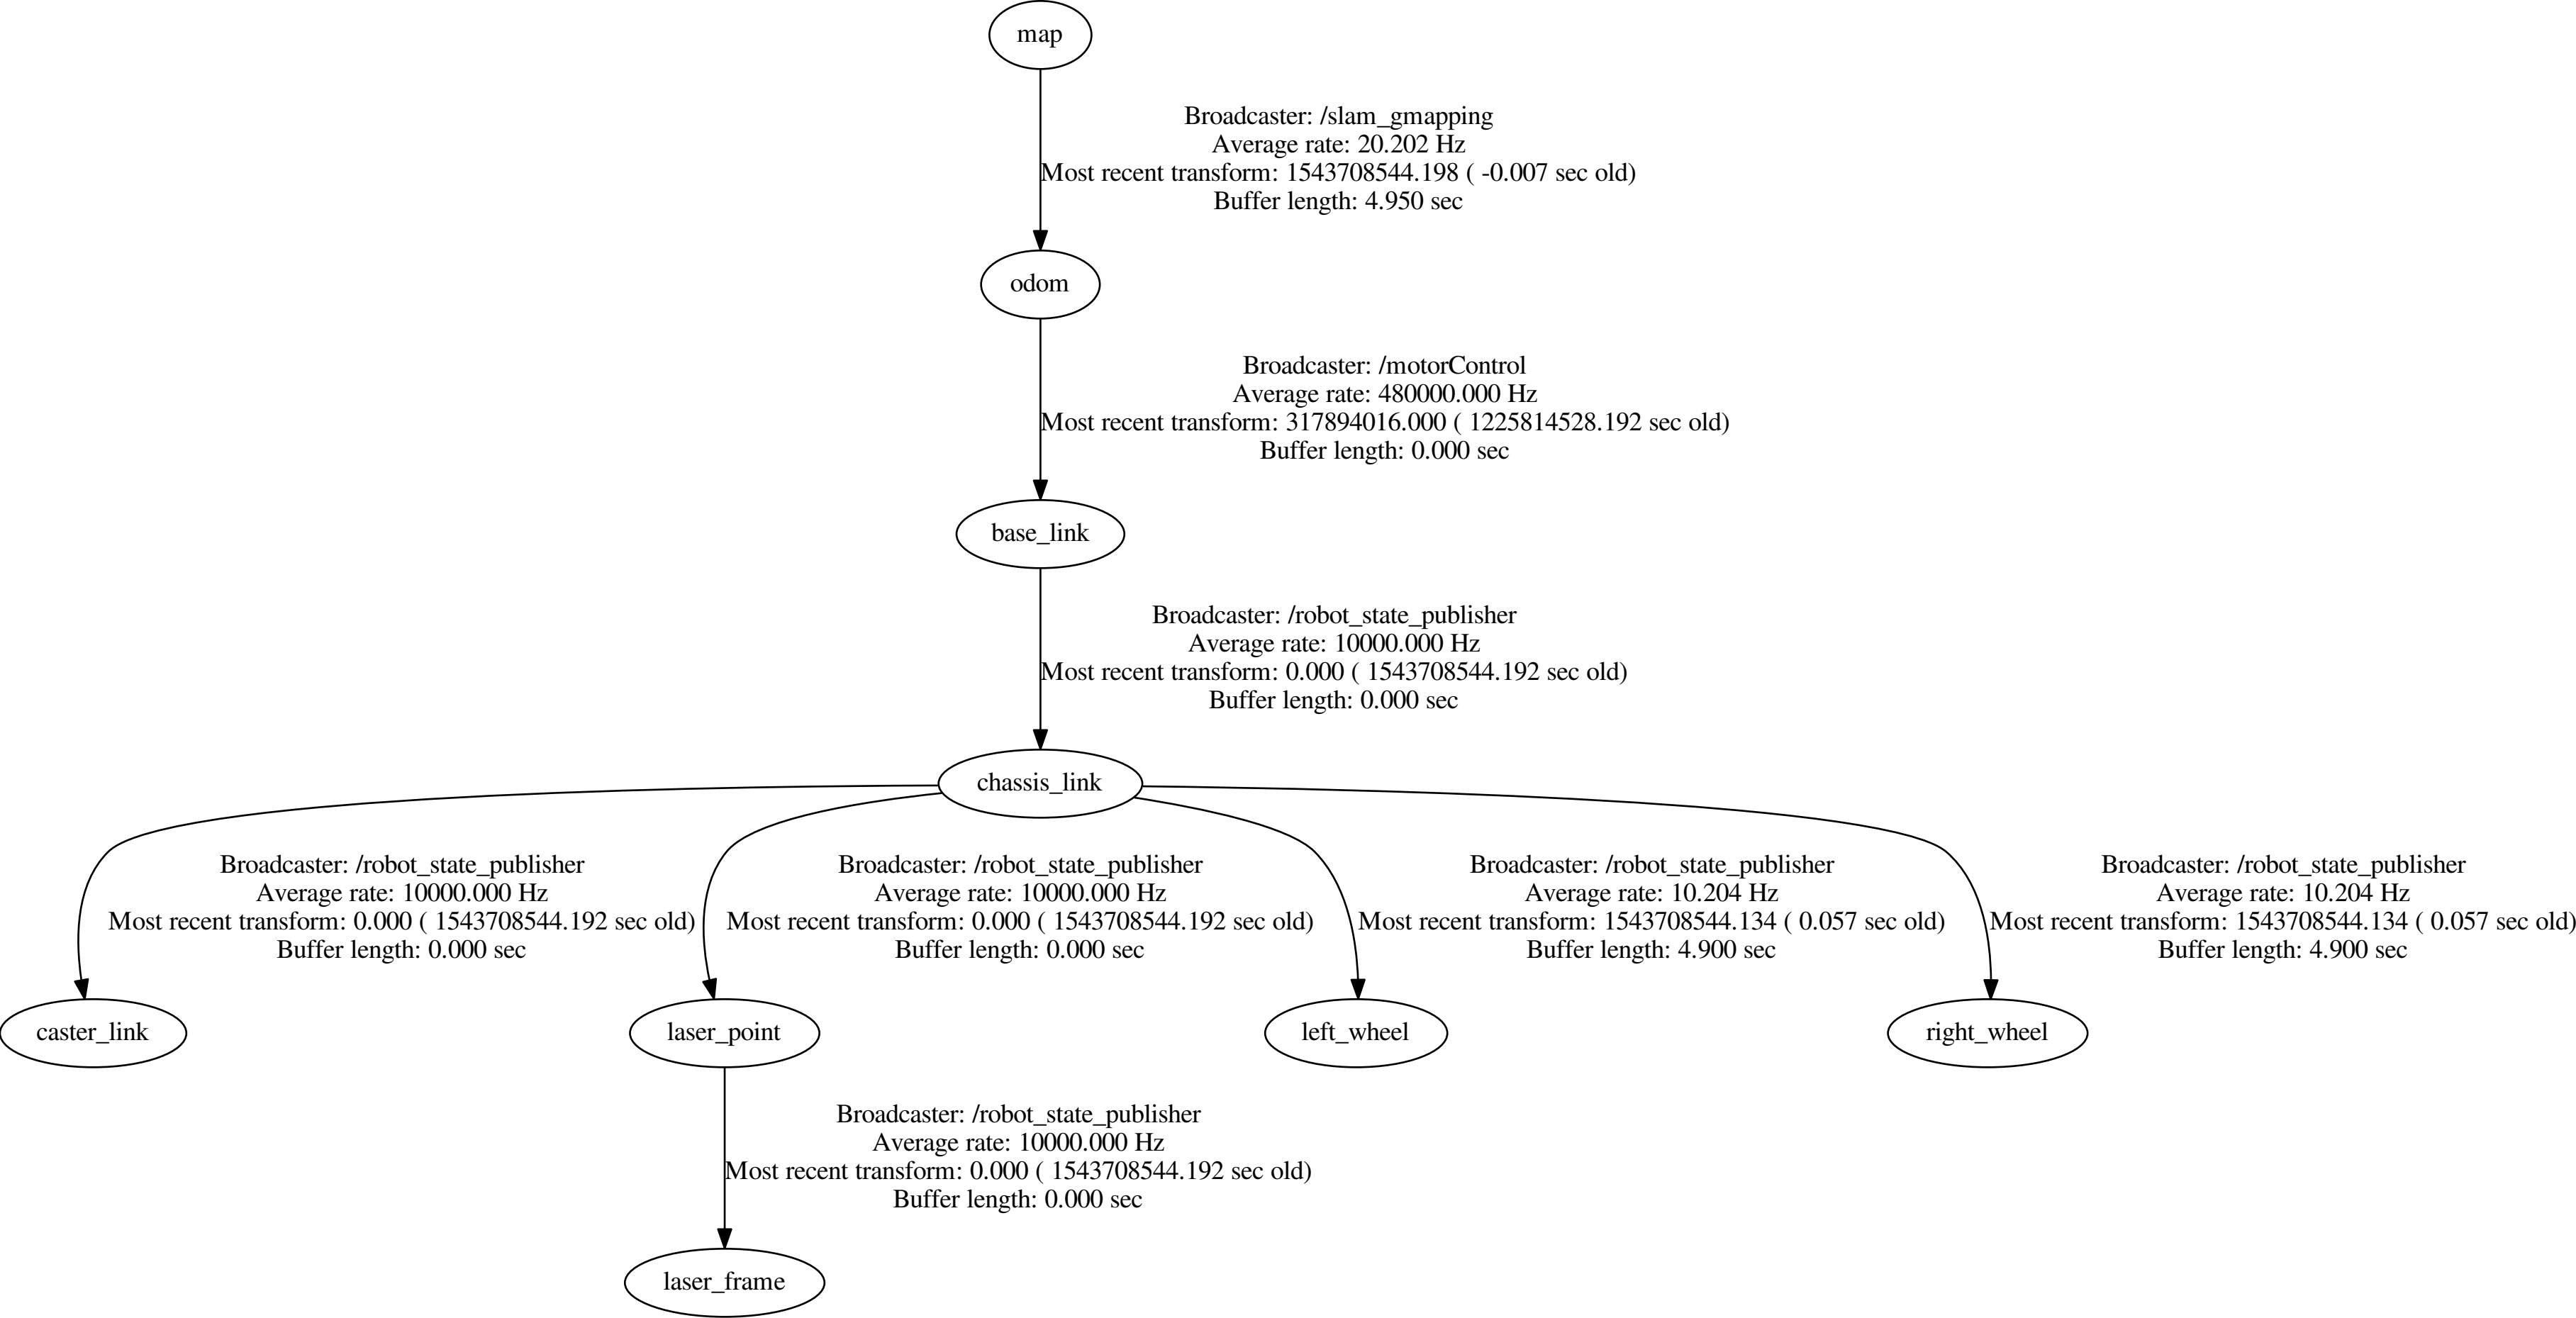 map
Broadcaster: /slam_gmapping
Average rate: 20.202 Hz
Most recent transform: 1543708544.198 ( -0.007 sec old)
Buffer length: 4.950 sec
odom
Broadcaster: /motorControl
Average rate: 480000.000 Hz
Most recent transform: 317894016.000 ( 1225814528.192 sec old)
Buffer length: 0.000 sec
base_link
Broadcaster: /robot_state_publisher
Average rate: 10000.000 Hz
Most recent transform: 0.000 ( 1543708544.192 sec old)
Buffer length: 0.000 sec
chassis_link
Broadcaster: /robot_state_publisher
Average rate: 10000.000 Hz
Most recent transform: 0.000 ( 1543708544.192 sec old)
Buffer length: 0.000 sec
Broadcaster: /robot_state_publisher
Average rate: 10000.000 Hz
Most recent transform: 0.000 ( 1543708544.192 sec old)
Buffer length: 0.000 sec
Broadcaster: /robot_state_publisher
Average rate: 10.204 Hz
Most recent transform: 1543708544.134 ( 0.057 sec old)
Buffer length: 4.900 sec
Broadcaster: /robot_state_publisher
Average rate: 10.204 Hz
Most recent transform: 1543708544.134 ( 0.057 sec old)
Buffer length: 4.900 sec
caster_link
laser_point
left_wheel
right_wheel
Broadcaster: /robot_state_publisher
Average rate: 10000.000 Hz
Most recent transform: 0.000 ( 1543708544.192 sec old)
Buffer length: 0.000 sec
laser_frame